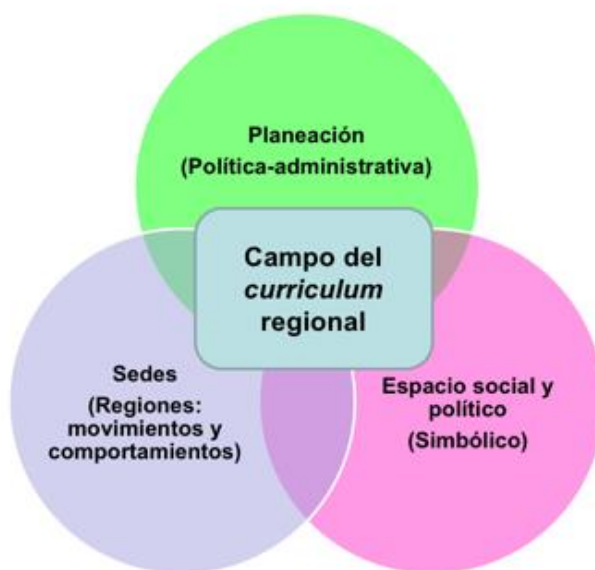 Planeación
(Política-administrativa)
Campo del
curriculum
regional
Sedes
(Regiones:
movimientos y
comportamientos)
Espacio social y
político
(Simbólico)